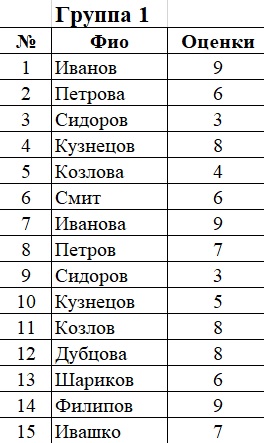 Группа 1
№ Фио Оценки
1 Иванов 9
2 Петрова 6
3 Сидоров 3
4 Кузнецов 8
5 Козлова 4
6 Смит 6
7 Иванова 9
8 Петров 7
9 Сидоров 3
10 Кузнецов 5
11 Козлов 8
12 Дубцова 8
13 Шариков 6
14 Филипов 9
15 Ивашко 7